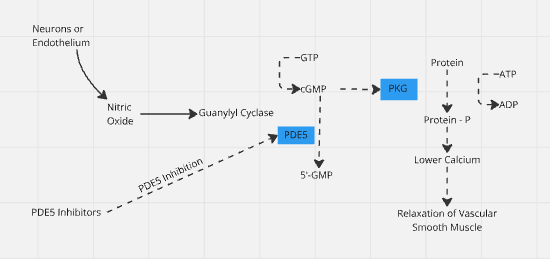 Neurons or
Endothelium
GTP
cGMP
PKG
Protein
ATP
ADP
Nitric
Oxide
Guanylyl Cyclase
PDE5
Protein - P
Lower Calcium
5'-GMP
PDE5 Inhibition
PDE5 Inhibitors
Relaxation of Vascular
Smooth Muscle